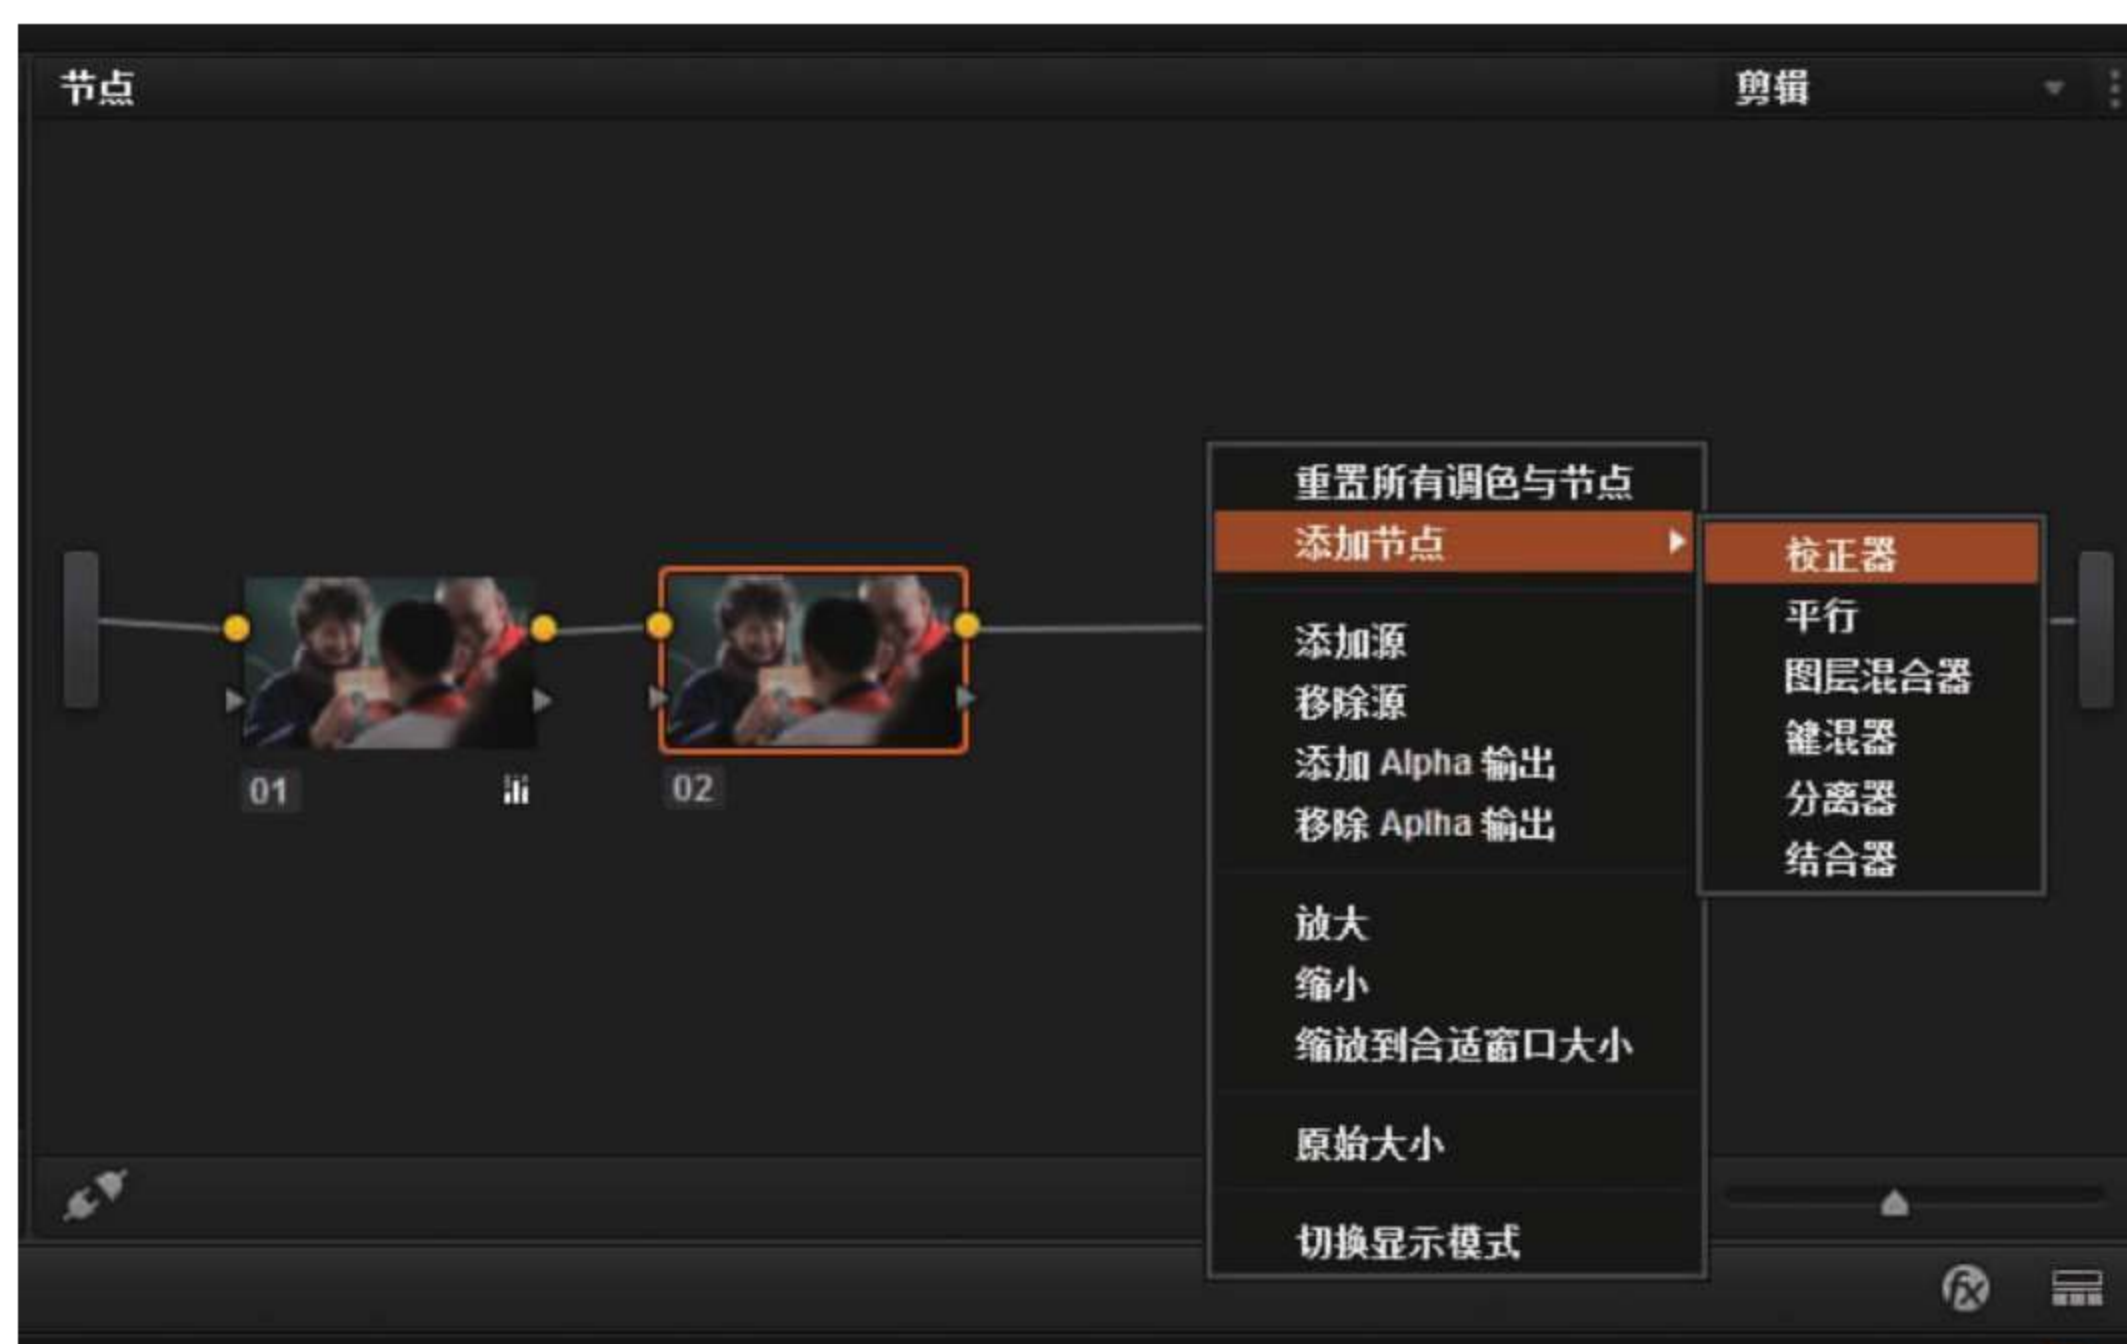 节点
剪辑
重置所有调色与节点
添加节点
校正器
平行
图层混合器
键混器
分离器
结合器
添加源
移除源
添加 Alpha 输出
移除 Aplha 输出
放大
缩小
缩放到合适窗口大小
原始大小
切换显示模式
01
02
fx